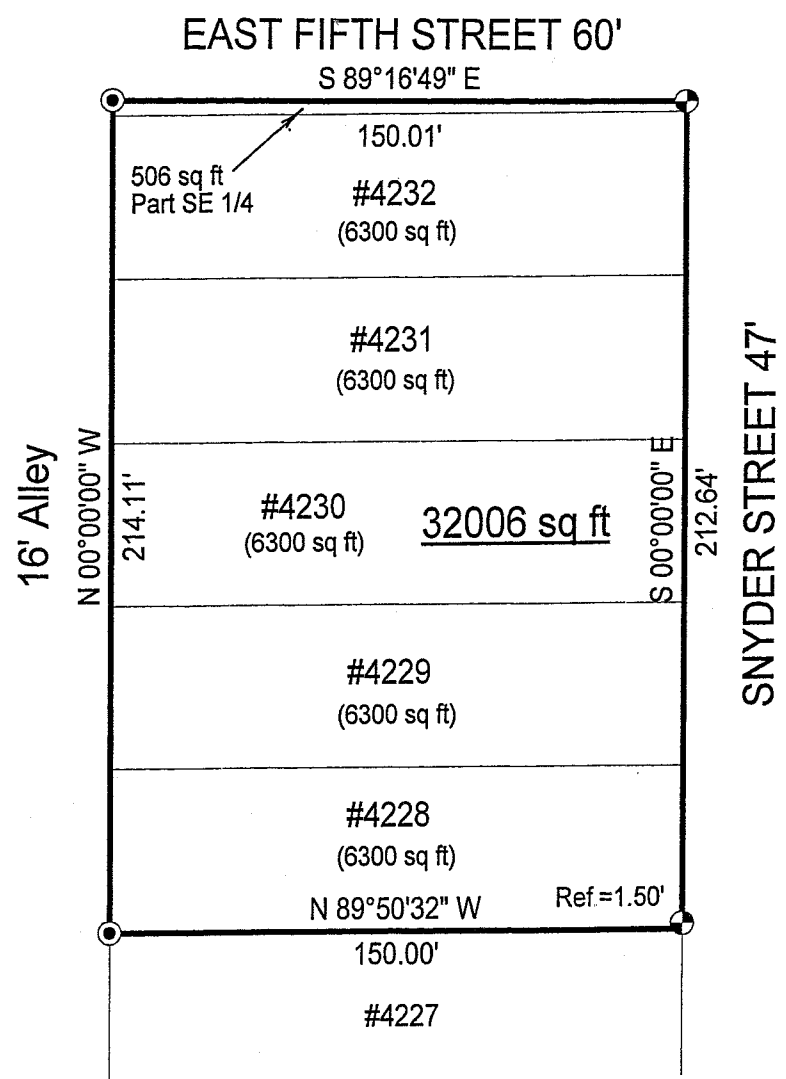 EAST FIFTH STREET 60'
S 89°16'49" E
150.01'
506 sq ft
Part SE 1/4
#4232
(6300 sq ft)
#4231
(6300 sq ft)
16' Alley
N 00°00'00" W
214.11'
#4230
(6300 sq ft)
32006 sq ft
S 00°00'00" E
212.64'
SNYDER STREET 47'
#4229
(6300 sq ft)
#4228
(6300 sq ft)
Ref.=1.50'
N 89°50'32" W
150.00'
#4227